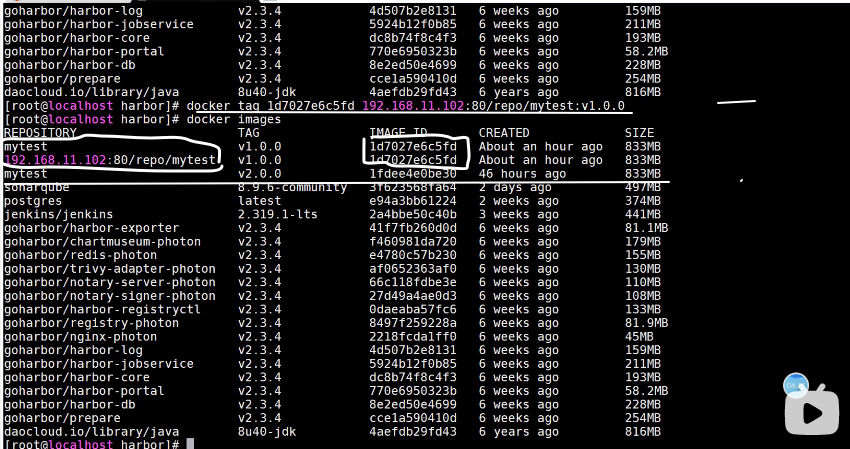 goharbor/harbor-log v2.3.4 4d507b2e8131 6 weeks ago 159MB
goharbor/harbor-jobservice v2.3.4 5924b12f0b85 6 weeks ago 211MB
goharbor/harbor-core v2.3.4 dc8b74f8c4f3 6 weeks ago 193MB
goharbor/harbor-portal v2.3.4 770e6950323b 6 weeks ago 58.2MB
goharbor/harbor-db v2.3.4 8e2ed50e4699 6 weeks ago 228MB
goharbor/prepare v2.3.4 cce1a590410d 6 weeks ago 254MB
daocloud.io/library/java 8u40-jdk 4aefdb29fd43 6 years ago 816MB
[root@localhost harbor]# docker tag 1d7027e6c5fd 192.168.11.102:80/repo/mytest:v1.0.0
[root@localhost harbor]# docker images
REPOSITORY TAG IMAGE ID CREATED SIZE
mytest v1.0.0 1d7027e6c5fd About an hour ago 833MB
192.168.11.102:80/repo/mytest v1.0.0 1d7027e6c5fd About an hour ago 833MB
mytest v2.0.0 1fdee4e0be30 46 hours ago 833MB
sonarqube 8.9.6-community 3f623568fa64 2 days ago 497MB
postgres latest e94a3bb61224 2 weeks ago 374MB
jenkins/jenkins 2.319.1-lts 2a4bbe50c40b 3 weeks ago 441MB
goharbor/harbor-exporter v2.3.4 41f7fb260d0d 6 weeks ago 81.1MB
goharbor/chartmuseum-photon v2.3.4 f460981da720 6 weeks ago 179MB
goharbor/redis-photon v2.3.4 e4780c57b230 6 weeks ago 155MB
goharbor/trivy-adapter-photon v2.3.4 af0652363af0 6 weeks ago 130MB
goharbor/notary-server-photon v2.3.4 66c118fdbe3e 6 weeks ago 110MB
goharbor/notary-signer-photon v2.3.4 27d49a4ae0d3 6 weeks ago 108MB
goharbor/harbor-registryctl v2.3.4 0daeaba57fc6 6 weeks ago 133MB
goharbor/registry-photon v2.3.4 8497f259228a 6 weeks ago 81.9MB
goharbor/nginx-photon v2.3.4 2218fcda1ff0 6 weeks ago 45MB
goharbor/harbor-log v2.3.4 4d507b2e8131 6 weeks ago 159MB
goharbor/harbor-jobservice v2.3.4 5924b12f0b85 6 weeks ago 211MB
goharbor/harbor-core v2.3.4 dc8b74f8c4f3 6 weeks ago 193MB
goharbor/harbor-portal v2.3.4 770e6950323b 6 weeks ago 58.2MB
goharbor/harbor-db v2.3.4 8e2ed50e4699 6 weeks ago 228MB
goharbor/prepare v2.3.4 cce1a590410d 6 weeks ago 254MB
daocloud.io/library/java 8u40-jdk 4aefdb29fd43 6 years ago 816MB
[root@localhost harbor]#